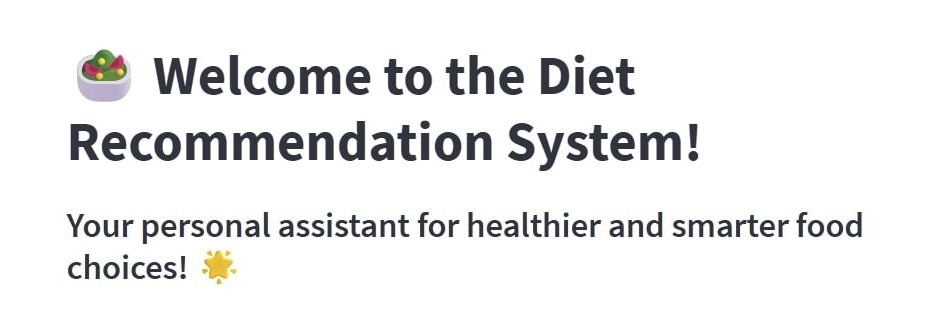 🥗 Welcome to the Diet
Recommendation System!
Your personal assistant for healthier and smarter food
choices! 🌟